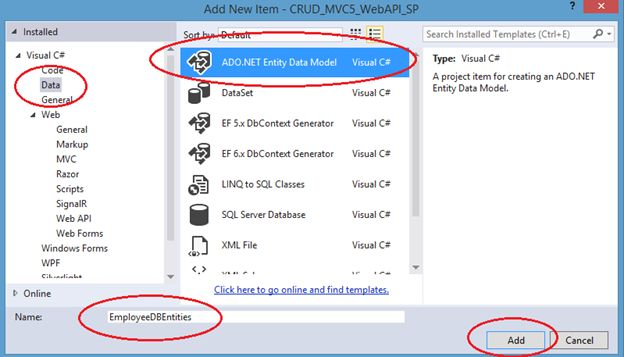 Add New Item - CRUD_MVC5_WebAPI_SP
Installed
Sort by: Default
Search Installed Templates (Ctrl+E)
Visual C#
Code
Data
General
Web
General
Markup
MVC
Razor
Scripts
SignalR
Web API
Web Forms
Windows Forms
WPF
Silverlight
Online
ADO.NET Entity Data Model Visual C#
DataSet Visual C#
EF 5.x DbContext Generator Visual C#
EF 6.x DbContext Generator Visual C#
LINQ to SQL Classes Visual C#
SQL Server Database Visual C#
XML File Visual C#
Visual C#
Click here to go online and find templates.
Type: Visual C#
A project item for creating an ADO.NET
Entity Data Model.
Name: EmployeeDBEntities
Add Cancel